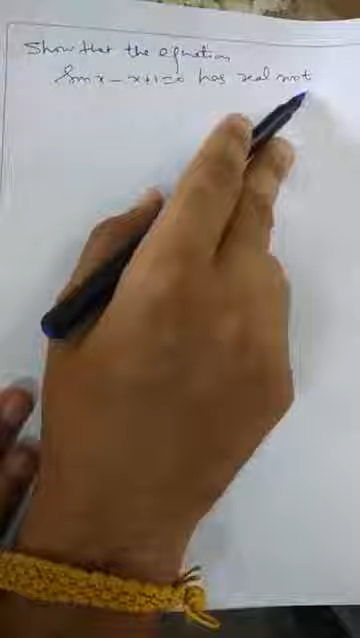 Show that the equation
Sin x - x + 1 = 0 has real root